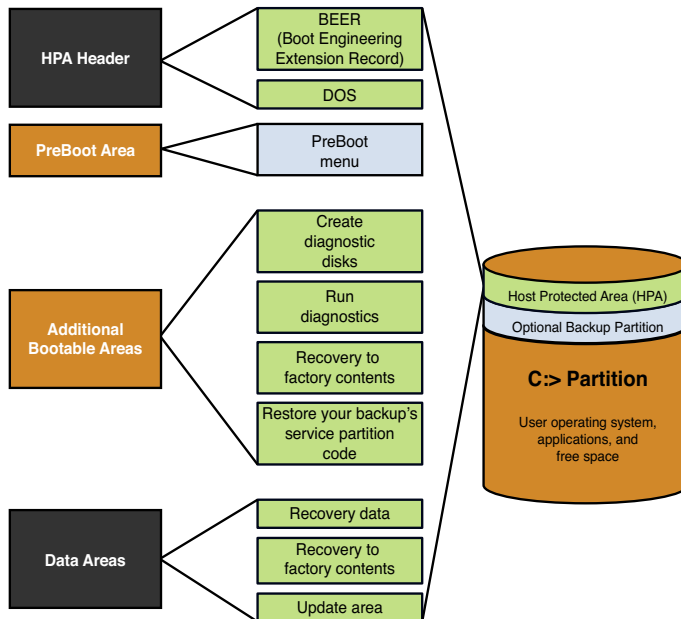 HPA Header
BEER
(Boot Engineering
Extension Record)
DOS
PreBoot Area
PreBoot
menu
Additional
Bootable Areas
Create
diagnostic
disks
Run
diagnostics
Recovery to
factory contents
Restore your backup's
service partition
code
Data Areas
Recovery data
Recovery to
factory contents
Update area
Host Protected Area (HPA)
Optional Backup Partition
C:> Partition
User operating system,
applications, and
free space